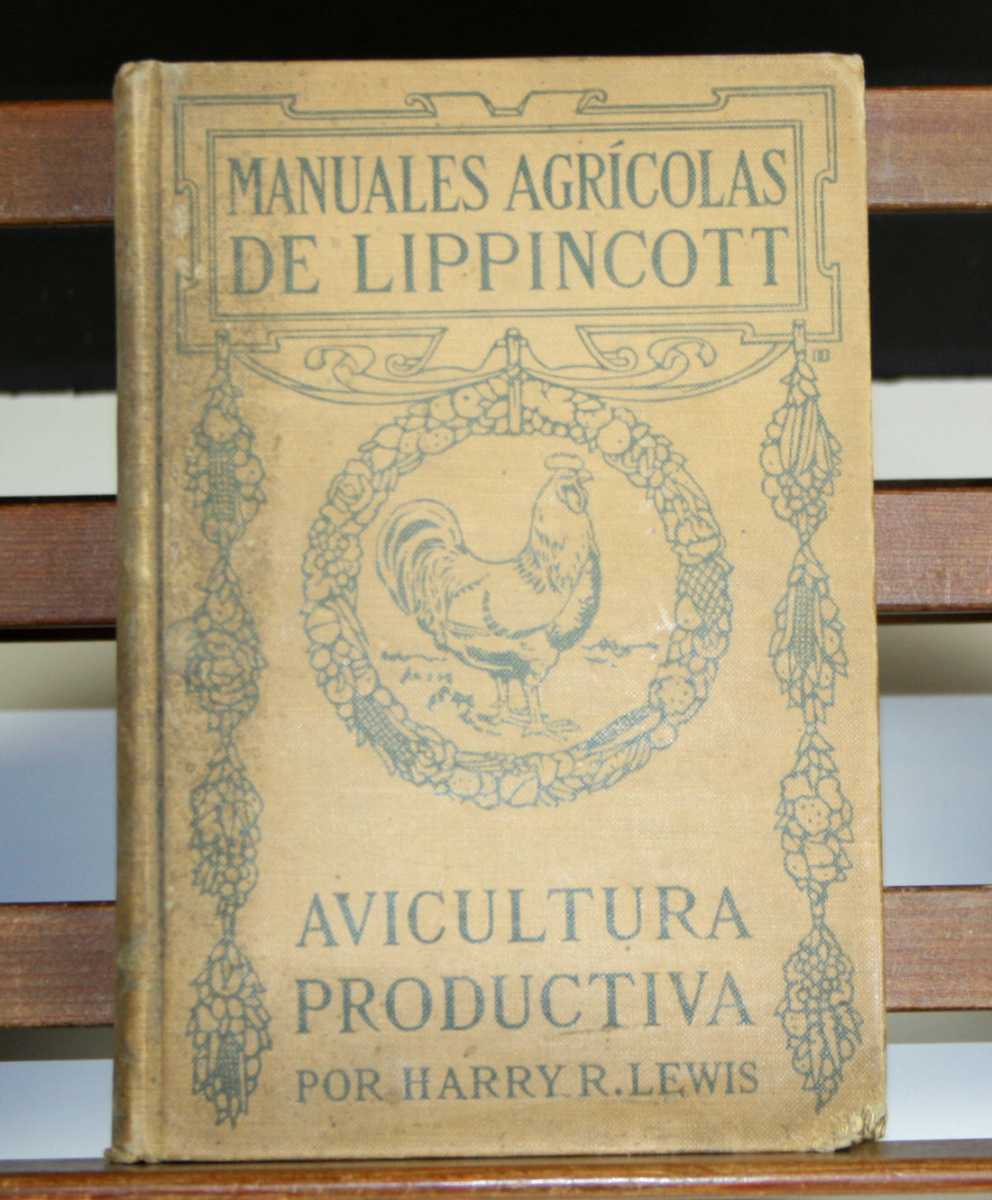 MANUALES AGRÍCOLAS
DE LIPPINCOTT
AVICULTURA
PRODUCTIVA
POR HARRY R. LEWIS